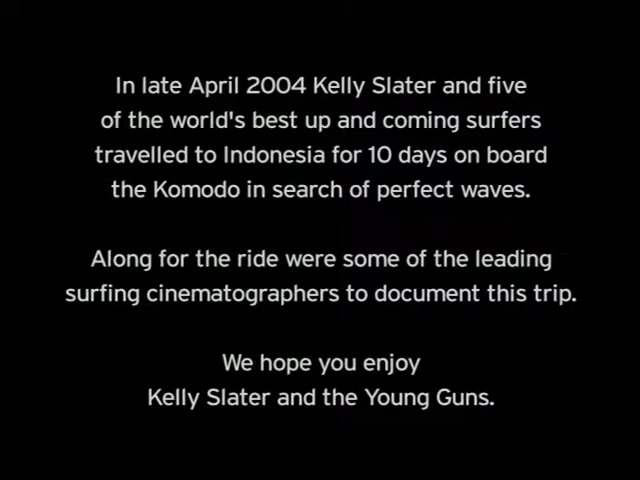 In late April 2004 Kelly Slater and five
of the world's best up and coming surfers
travelled to Indonesia for 10 days on board
the Komodo in search of perfect waves.
Along for the ride were some of the leading
surfing cinematographers to document this trip.
We hope you enjoy
Kelly Slater and the Young Guns.